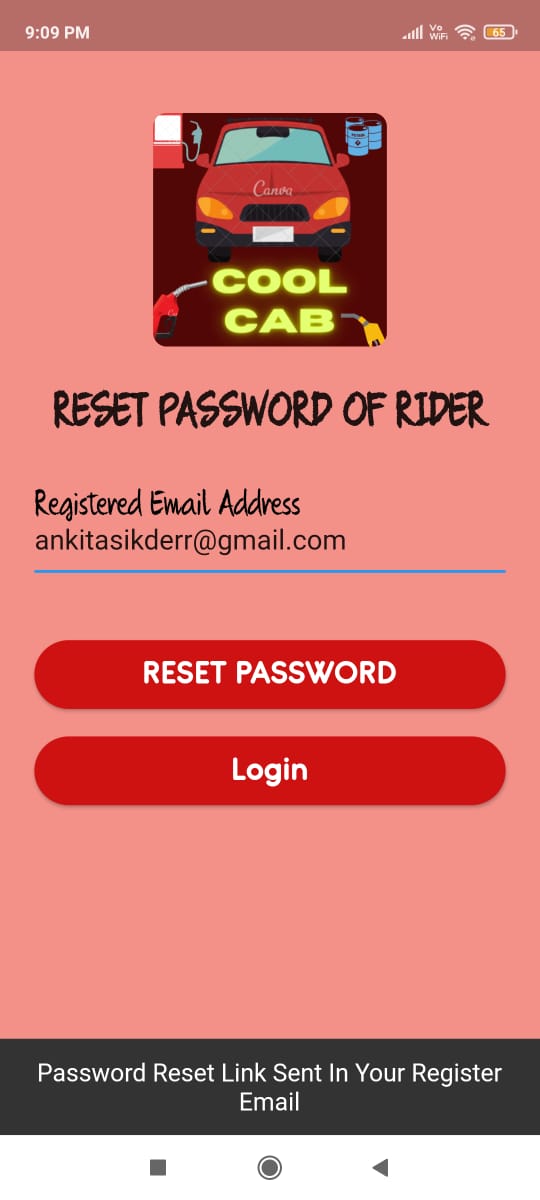 9:09 PM
Vo
WiFi
65
Canva
COOL
CAB
RESET PASSWORD OF RIDER
Registered Email Address
ankitasikderr@gmail.com
RESET PASSWORD
Login
Password Reset Link Sent In Your Register
Email